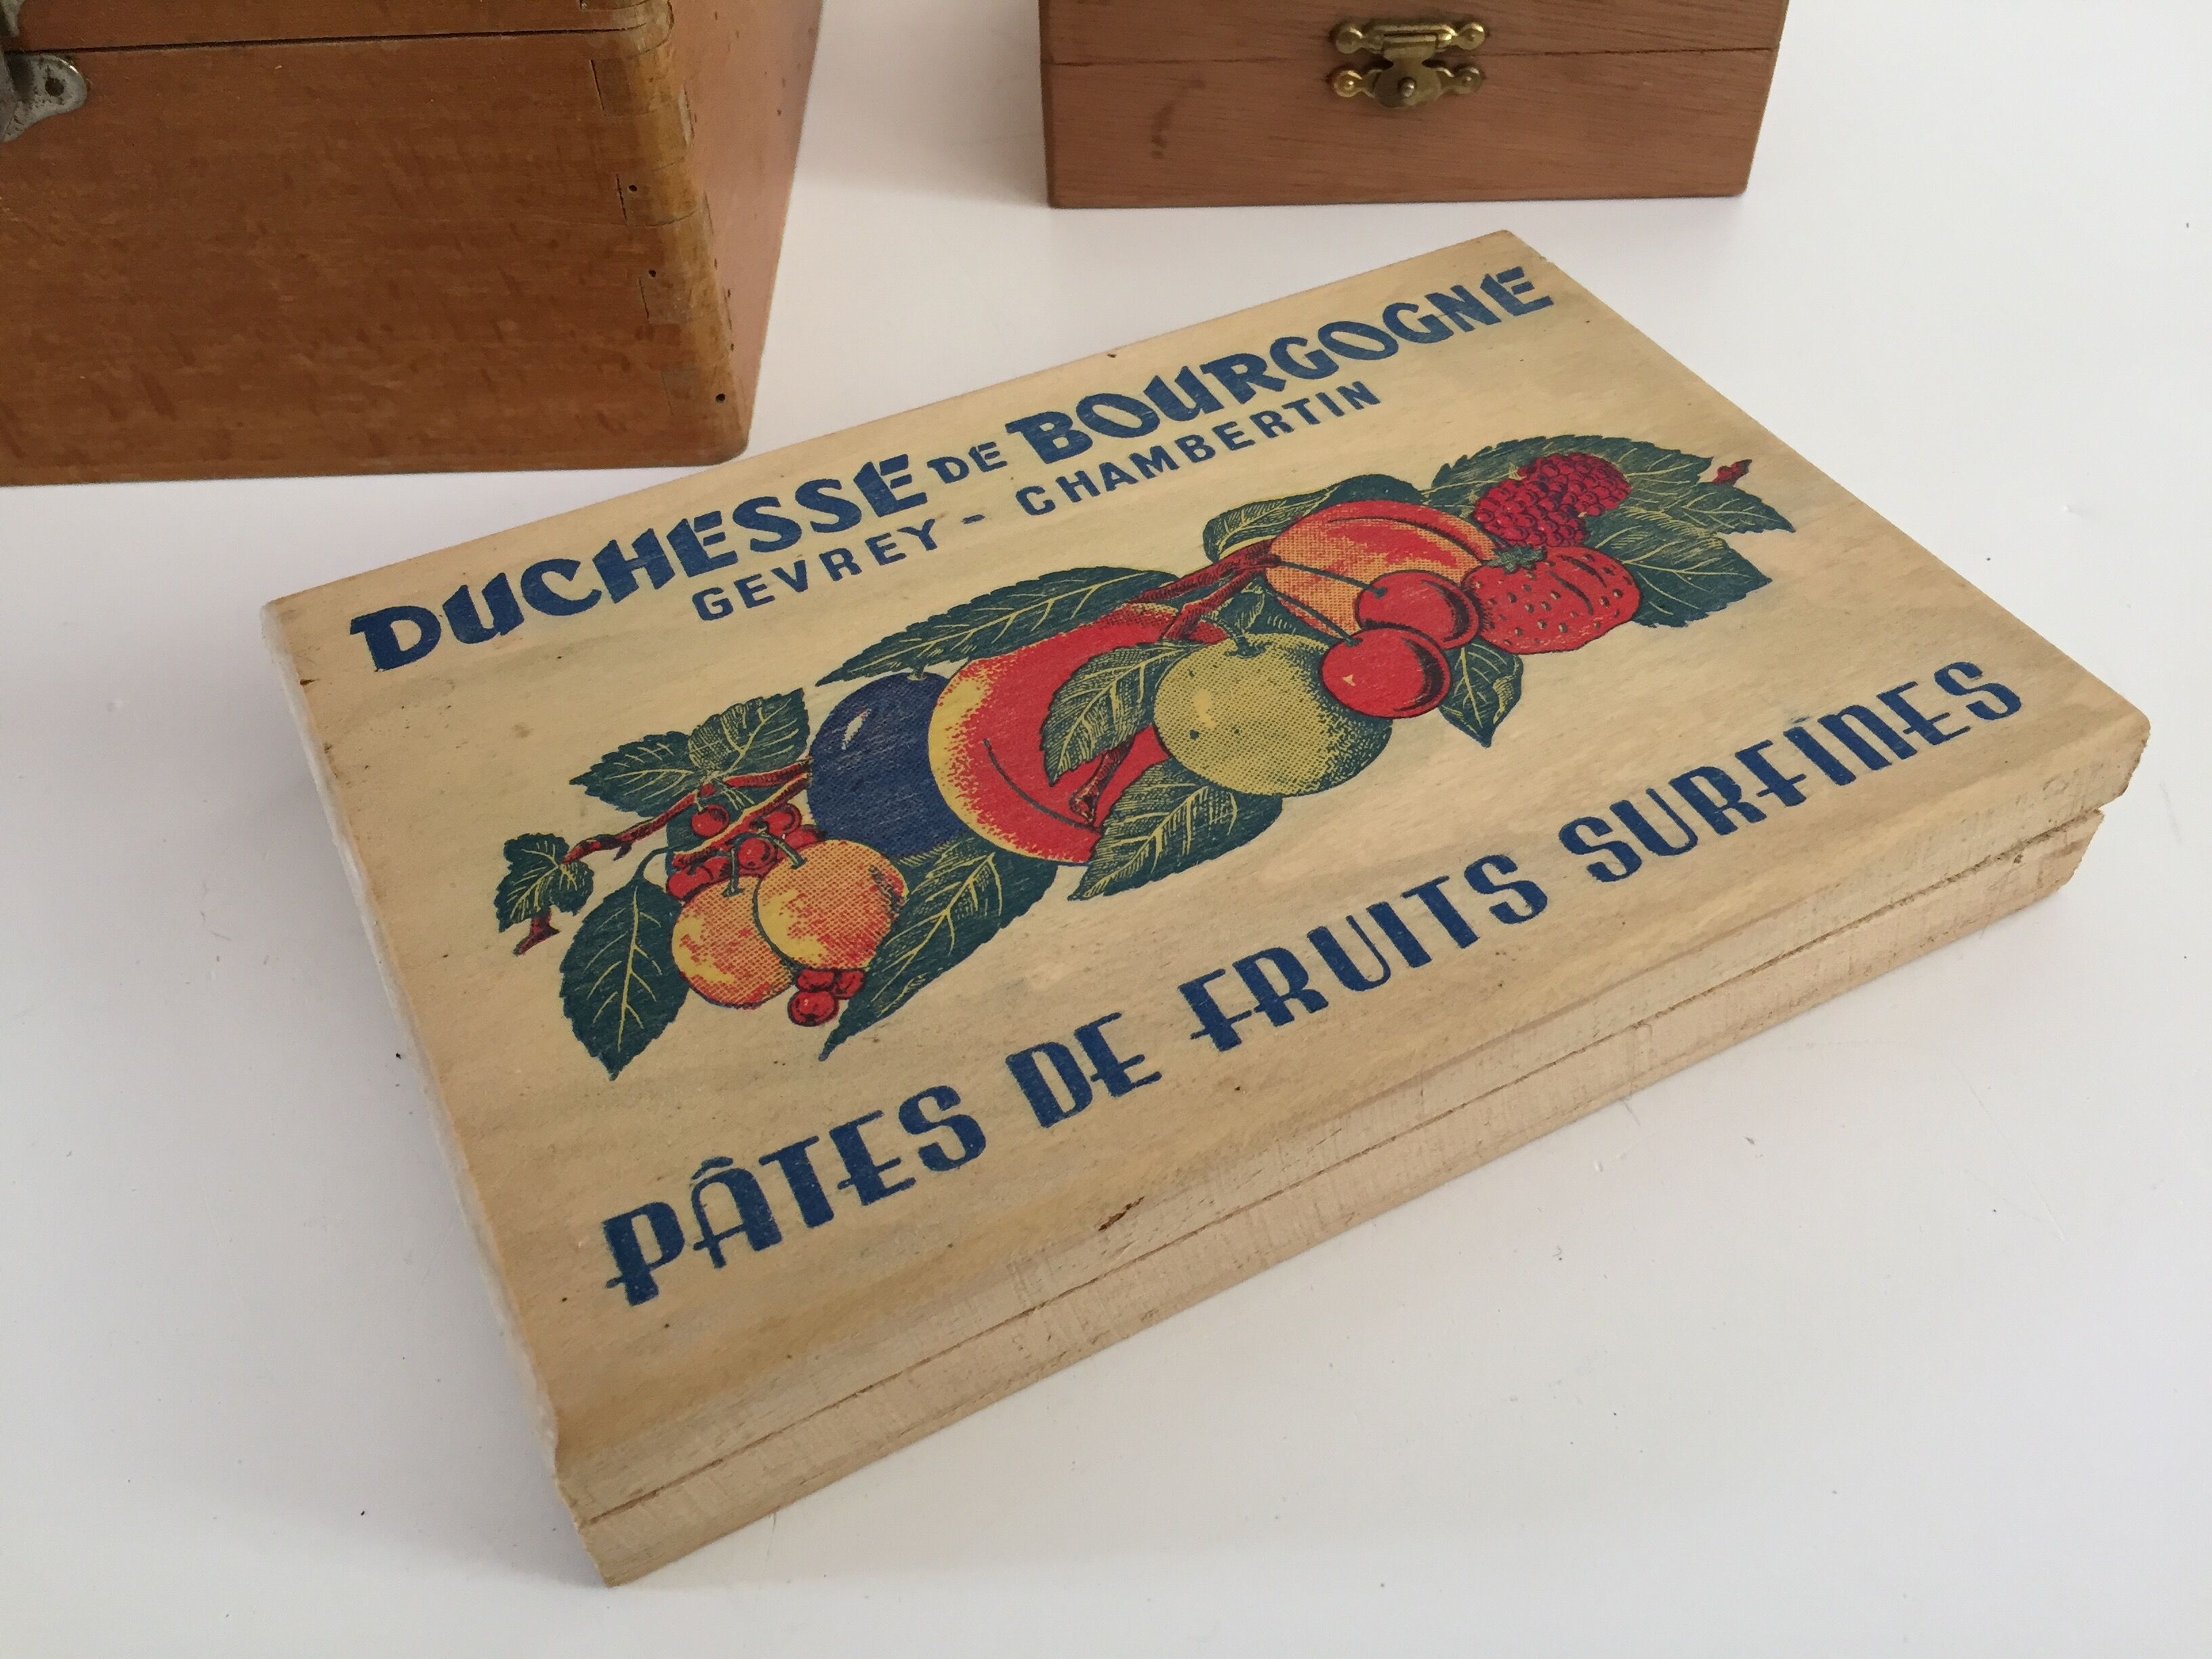 DUCHESSE DE BOURGOGNE
GEVREY - CHAMBERTIN
PÂTES DE FRUITS SURFINES